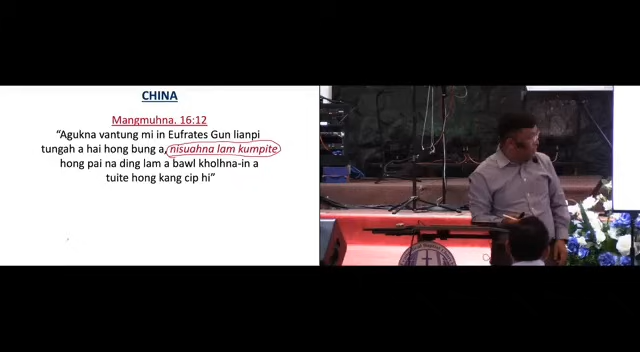 CHINA
Mangmuhna. 16:12
“Agukna vantung mi in Eufrates Gun lianpi
tungah a hai hong bung a, nisuahna lam kumpite
hong pai na ding lam a bawl kholhna-in a
tuite hong kang cip hi”